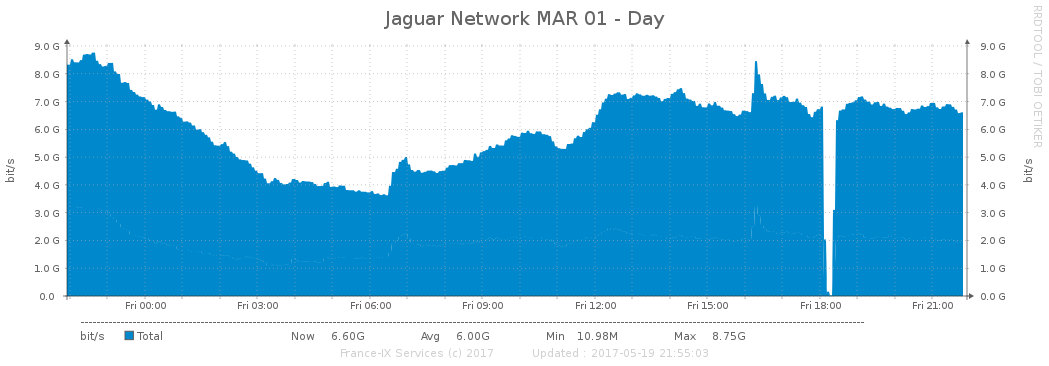 Jaguar Network MAR 01 - Day
RRDTOOL / TOBI OETIKER
bit/s
9.0 G 9.0 G
8.0 G 8.0 G
7.0 G 7.0 G
6.0 G 6.0 G
5.0 G 5.0 G
4.0 G 4.0 G
3.0 G 3.0 G
2.0 G 2.0 G
1.0 G 1.0 G
0.0 0.0 G
bit/s
Fri 00:00 Fri 03:00 Fri 06:00 Fri 09:00 Fri 12:00 Fri 15:00 Fri 18:00 Fri 21:00
bit/s Total Now 6.60G Avg 6.00G Min 10.98M Max 8.75G
France-IX Services (c) 2017 Updated : 2017-05-19 21:55:03